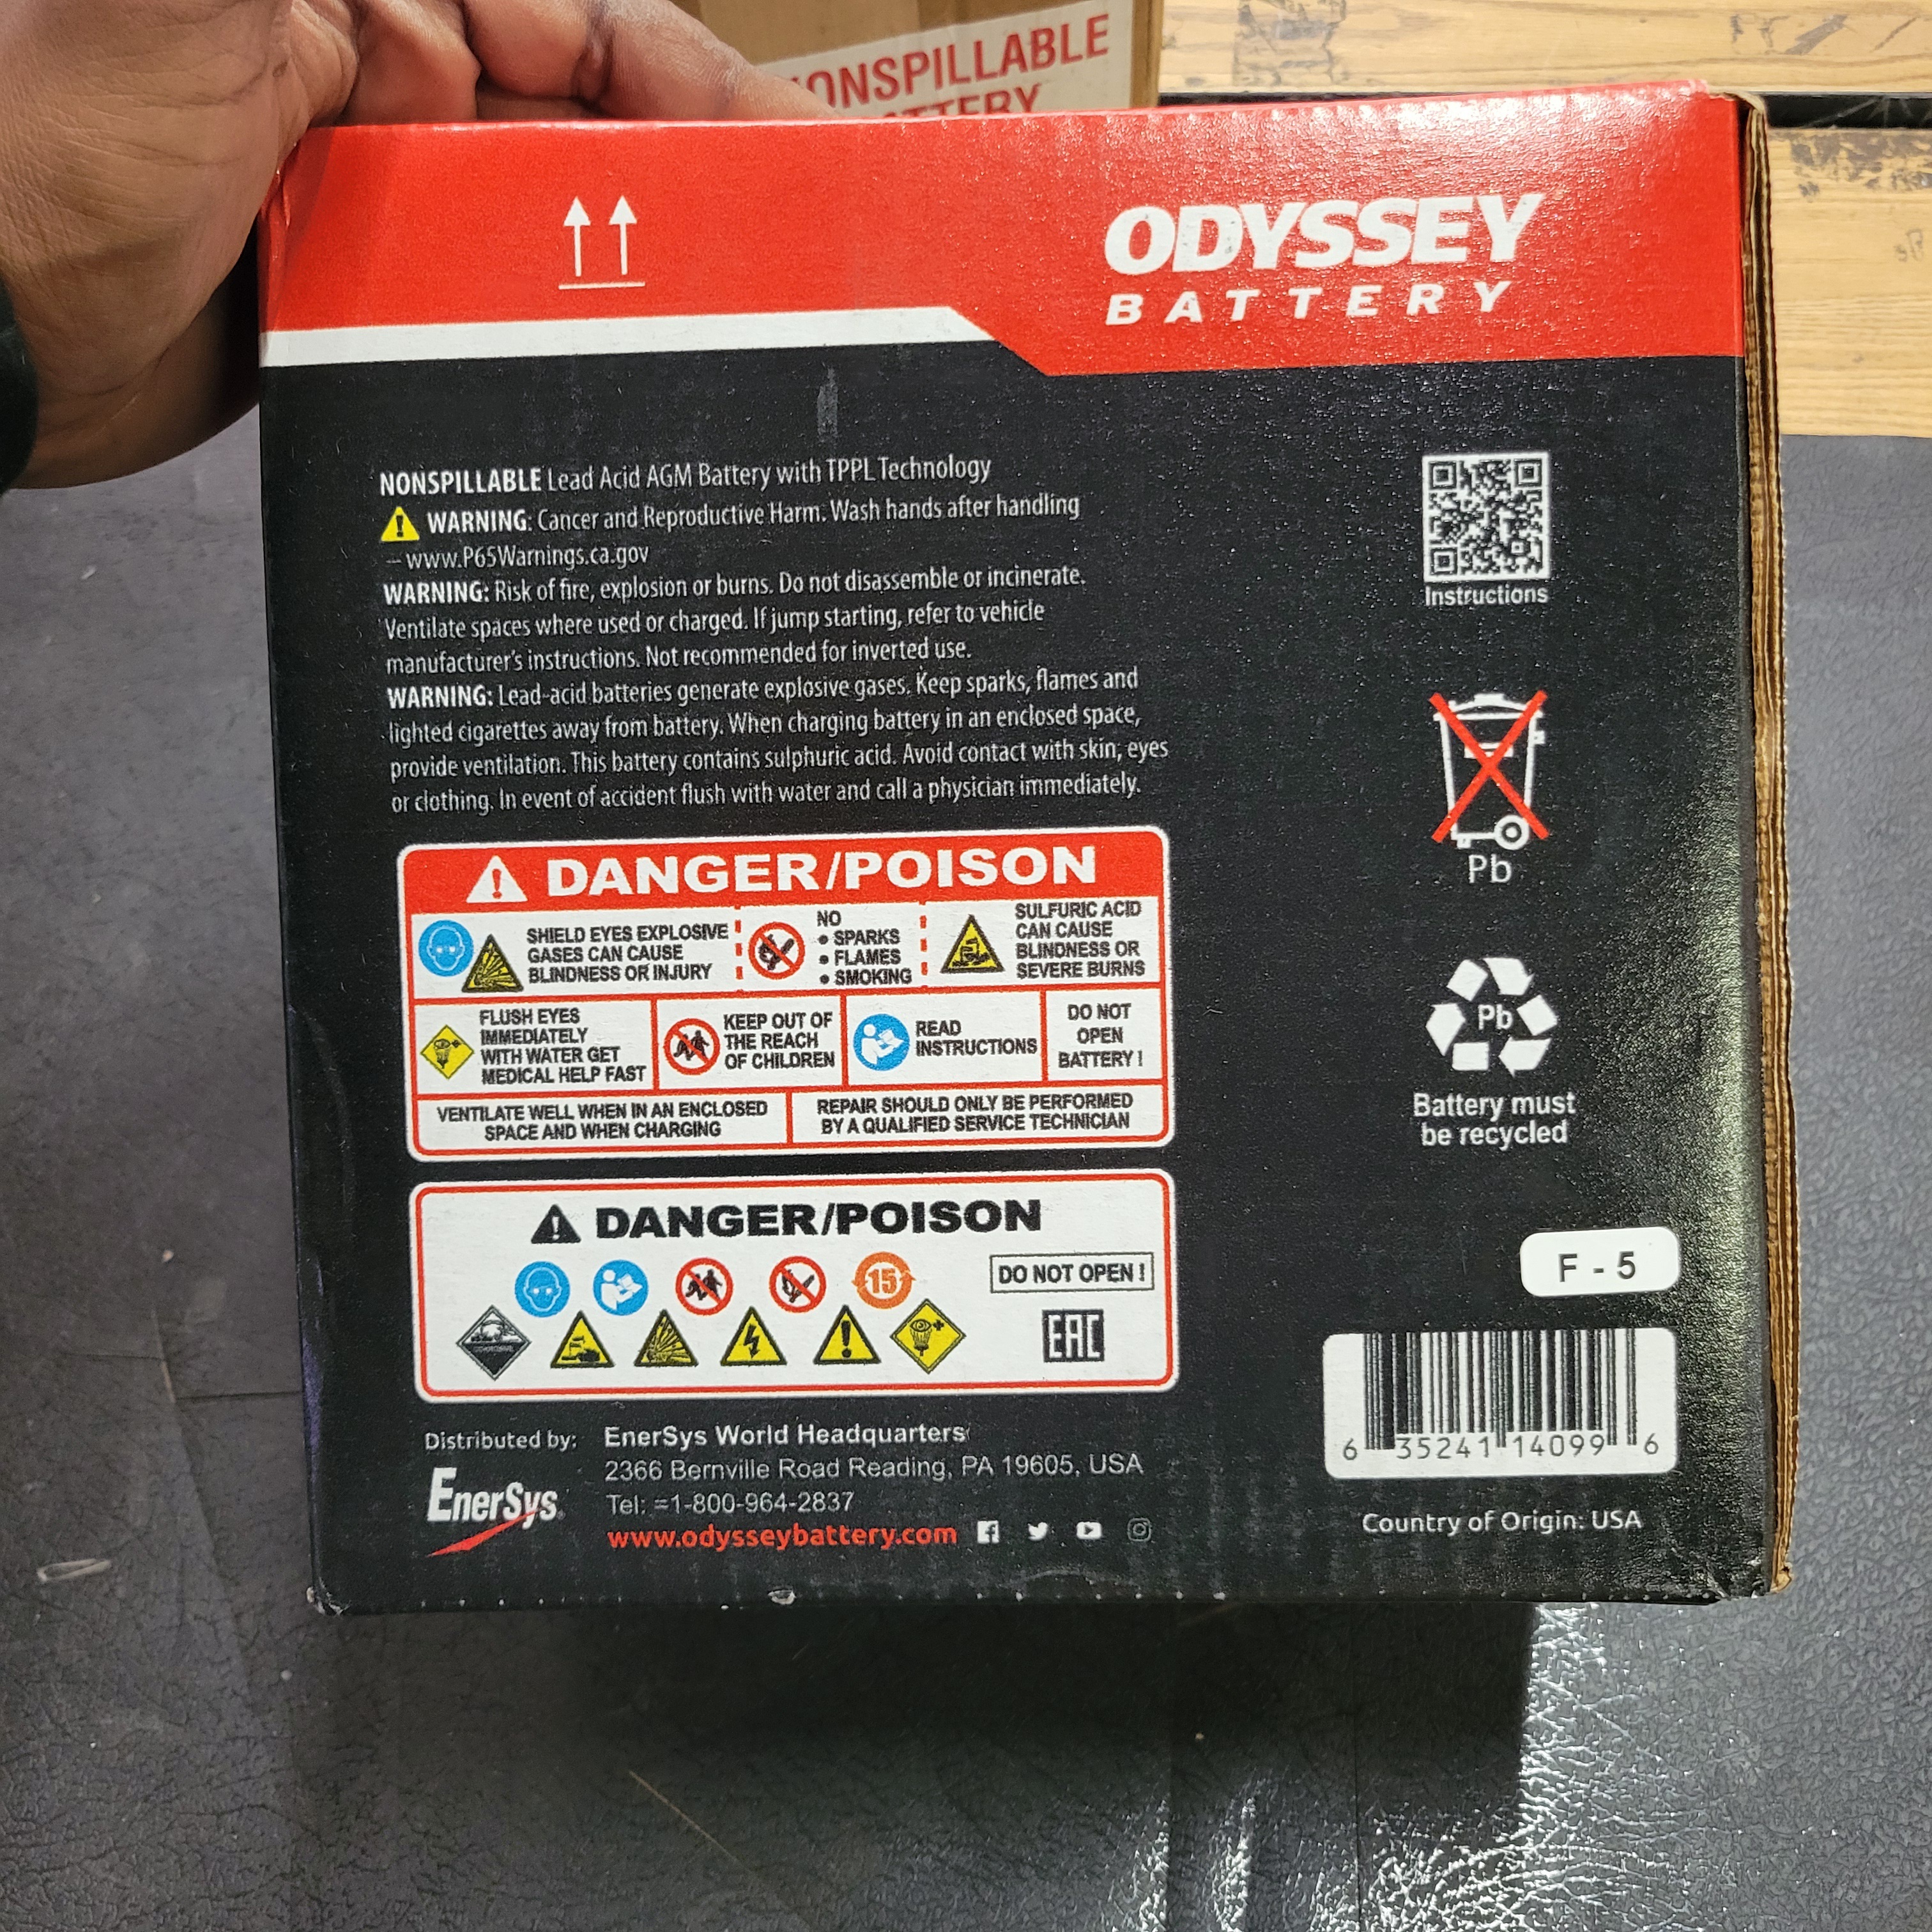 NONSPILLABLE
BATTERY
ODYSSEY
BATTERY
NONSPILLABLE Lead Acid AGM Battery with TPPL Technology
WARNING: Cancer and Reproductive Harm. Wash hands after handling
– www.P65Warnings.ca.gov
WARNING: Risk of fire, explosion or burns. Do not disassemble or incinerate.
Ventilate spaces where used or charged. If jump starting, refer to vehicle
manufacturer's instructions. Not recommended for inverted use.
WARNING: Lead-acid batteries generate explosive gases. Keep sparks, flames and
lighted cigarettes away from battery. When charging battery in an enclosed space,
provide ventilation. This battery contains sulphuric acid. Avoid contact with skin, eyes
or clothing. In event of accident flush with water and call a physician immediately.
Instructions
Pb
DANGER/POISON
SHIELD EYES EXPLOSIVE
GASES CAN CAUSE
BLINDNESS OR INJURY
NO
• SPARKS
• FLAMES
• SMOKING
SULFURIC ACID
CAN CAUSE
BLINDNESS OR
SEVERE BURNS
FLUSH EYES
IMMEDIATELY
WITH WATER GET
MEDICAL HELP FAST
KEEP OUT OF
THE REACH
OF CHILDREN
READ
INSTRUCTIONS
DO NOT
OPEN
BATTERY !
VENTILATE WELL WHEN IN AN ENCLOSED
SPACE AND WHEN CHARGING
REPAIR SHOULD ONLY BE PERFORMED
BY A QUALIFIED SERVICE TECHNICIAN
Pb
Battery must
be recycled
DANGER/POISON
15
DO NOT OPEN !
CORROSIVE
EAC
F - 5
6 35241 14099 6
Country of Origin: USA
Distributed by:
EnerSys
EnerSys World Headquarters
2366 Bernville Road Reading, PA 19605, USA
Tel: =1-800-964-2837
www.odysseybattery.com